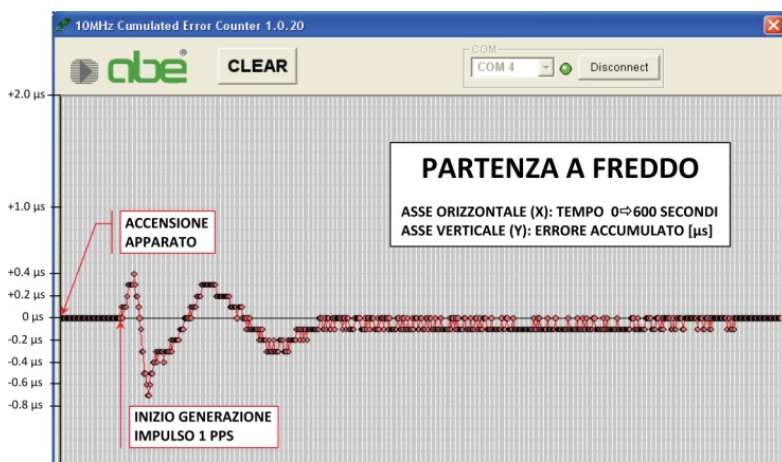 10MHz Cumulated Error Counter 1.0.20
abe®
CLEAR
COM
COM 4
Disconnect
+2.0 µs
+1.0 µs
+0.4 µs
+0.2 µs
0 µs
-0.2 µs
-0.4 µs
-0.6 µs
-0.8 µs
PARTENZA A FREDDO
ASSE ORIZZONTALE (X): TEMPO 0⇨600 SECONDI
ASSE VERTICALE (Y): ERRORE ACCUMULATO [µs]
ACCENSIONE
APPARATO
INIZIO GENERAZIONE
IMPULSO 1 PPS